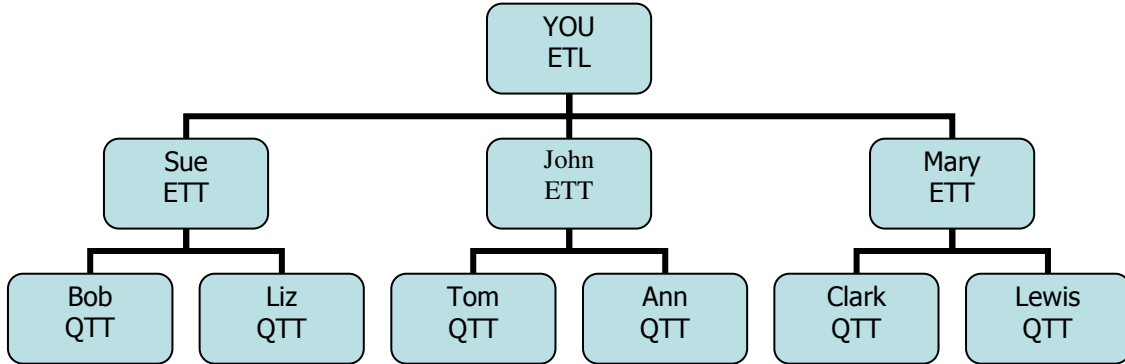 YOU
ETL
Sue
ETT
John
ETT
Mary
ETT
Bob
QTT
Liz
QTT
Tom
QTT
Ann
QTT
Clark
QTT
Lewis
QTT